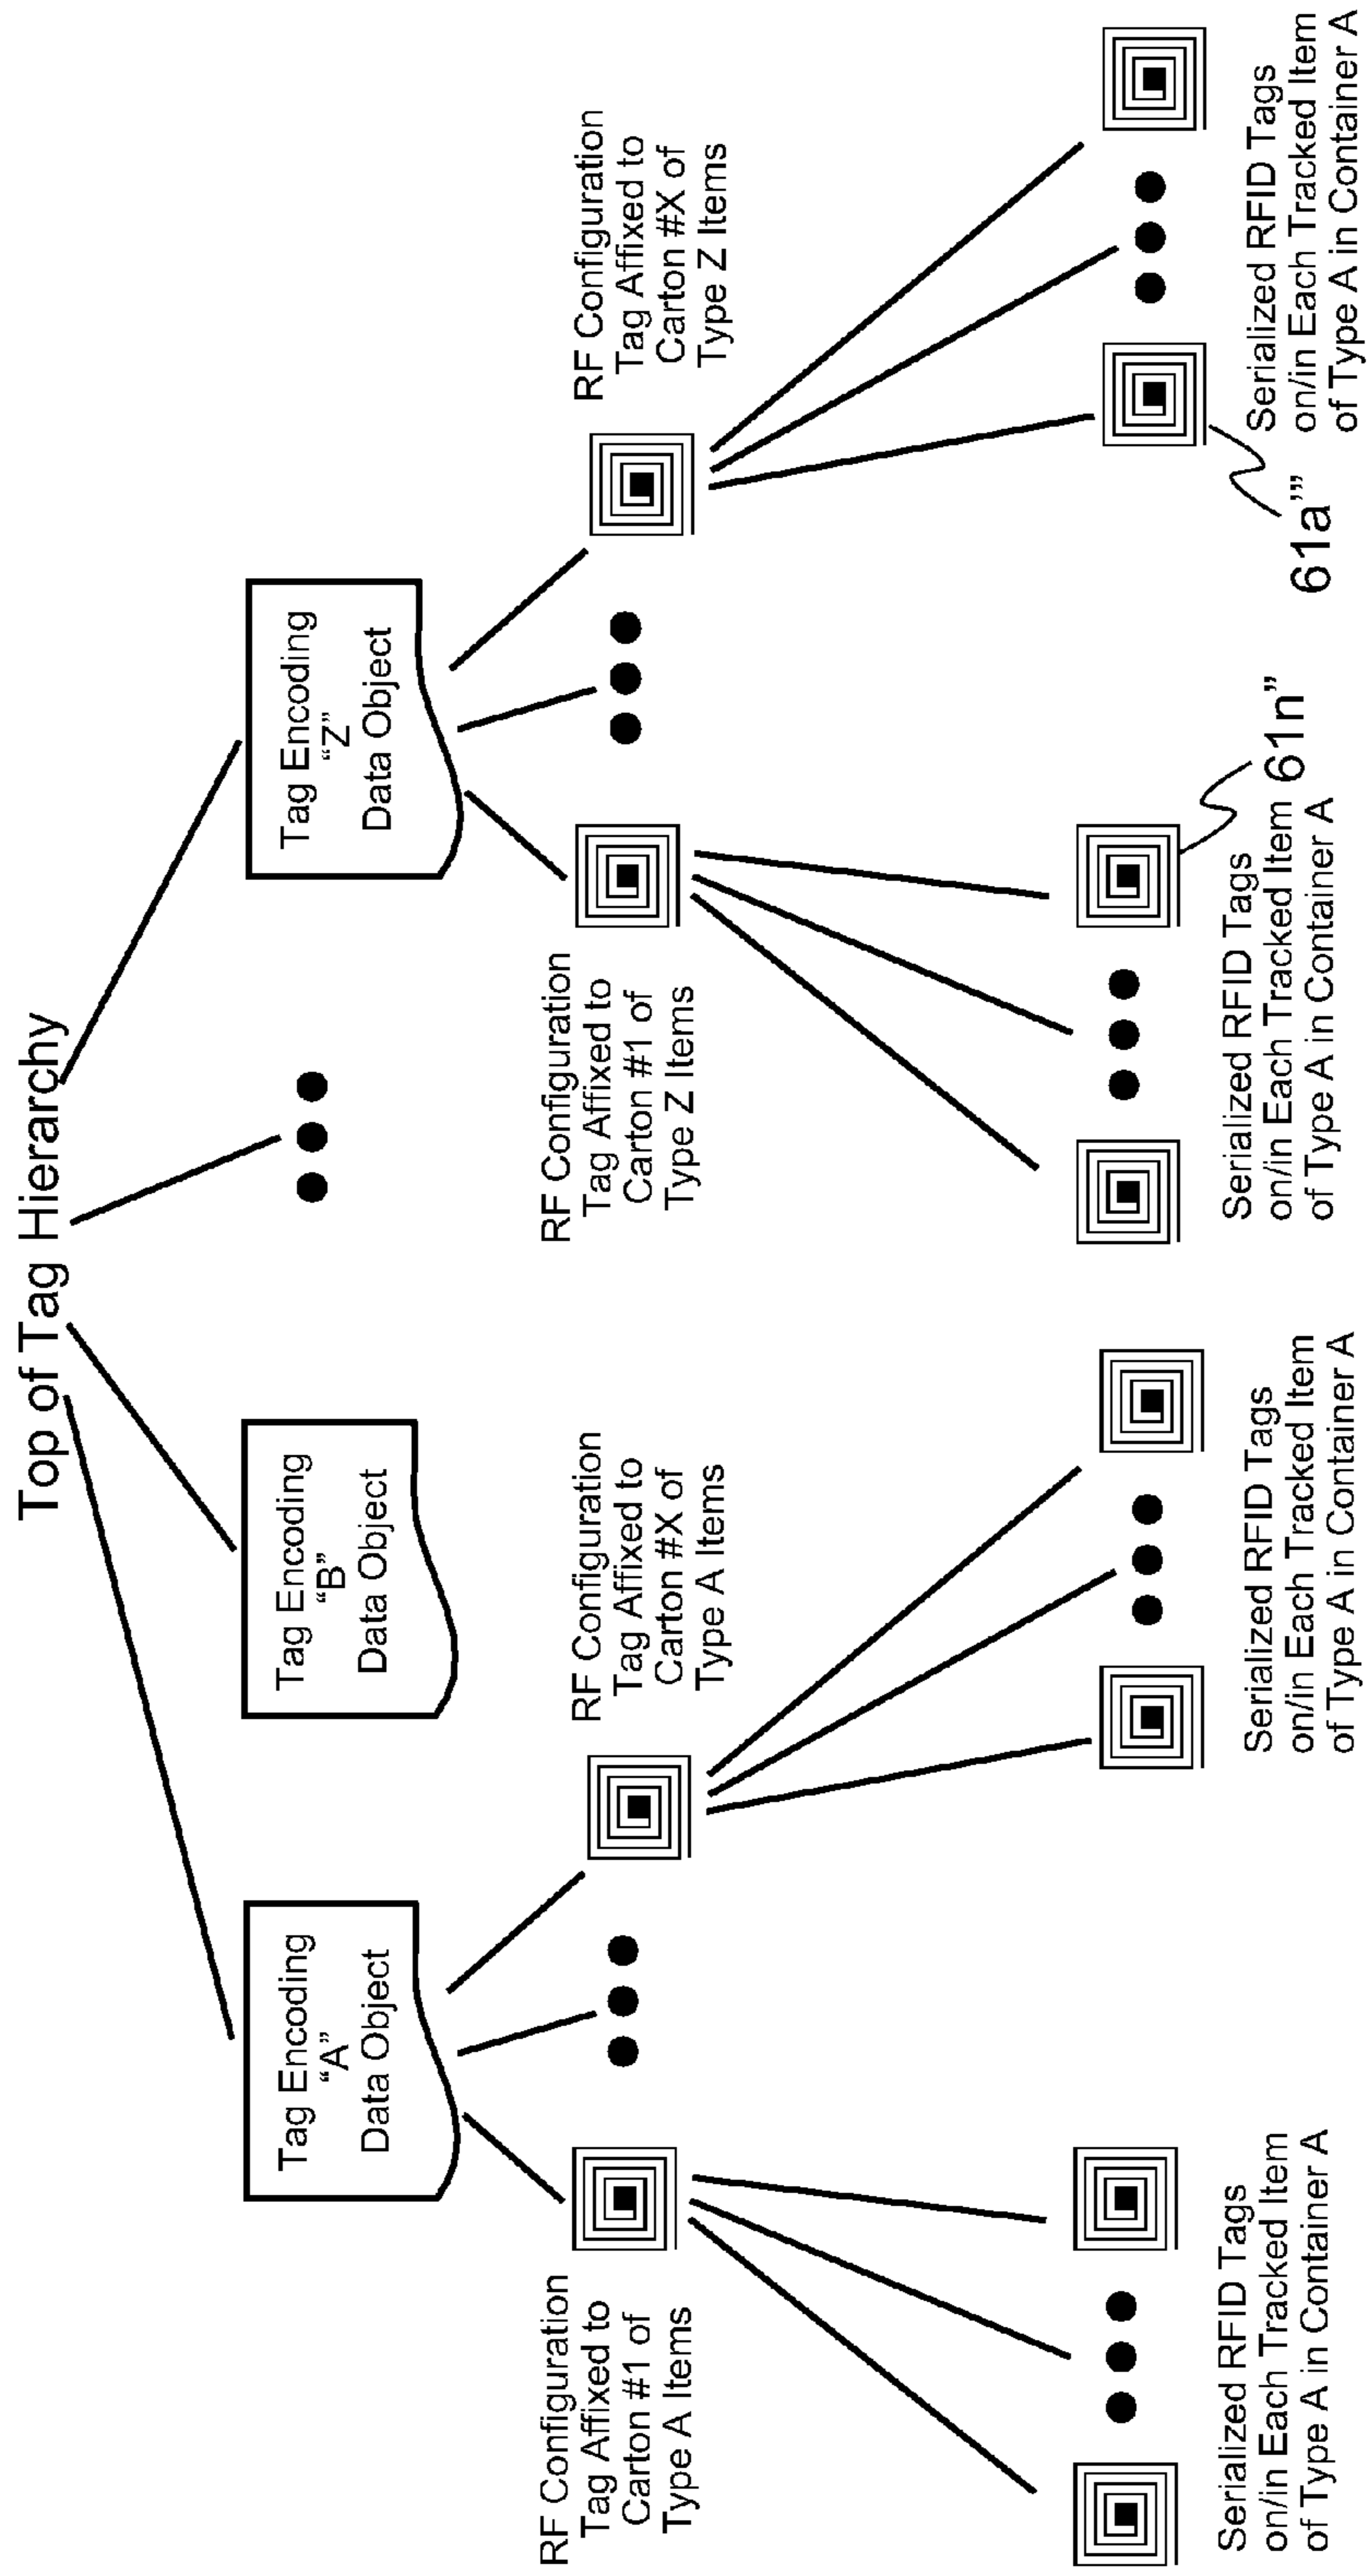 Top of Tag Hierarchy
Tag Encoding
“A”
Data Object
Tag Encoding
“B”
Data Object
Tag Encoding
“Z”
Data Object
RF Configuration
Tag Affixed to
Carton #1 of
Type A Items
RF Configuration
Tag Affixed to
Carton #X of
Type A Items
RF Configuration
Tag Affixed to
Carton #1 of
Type Z Items
RF Configuration
Tag Affixed to
Carton #X of
Type Z Items
Serialized RFID Tags
on/in Each Tracked Item
of Type A in Container A
Serialized RFID Tags
on/in Each Tracked Item
of Type A in Container A
Serialized RFID Tags
on/in Each Tracked Item
of Type A in Container A
61n”
61a”’
Serialized RFID Tags
on/in Each Tracked Item
of Type A in Container A